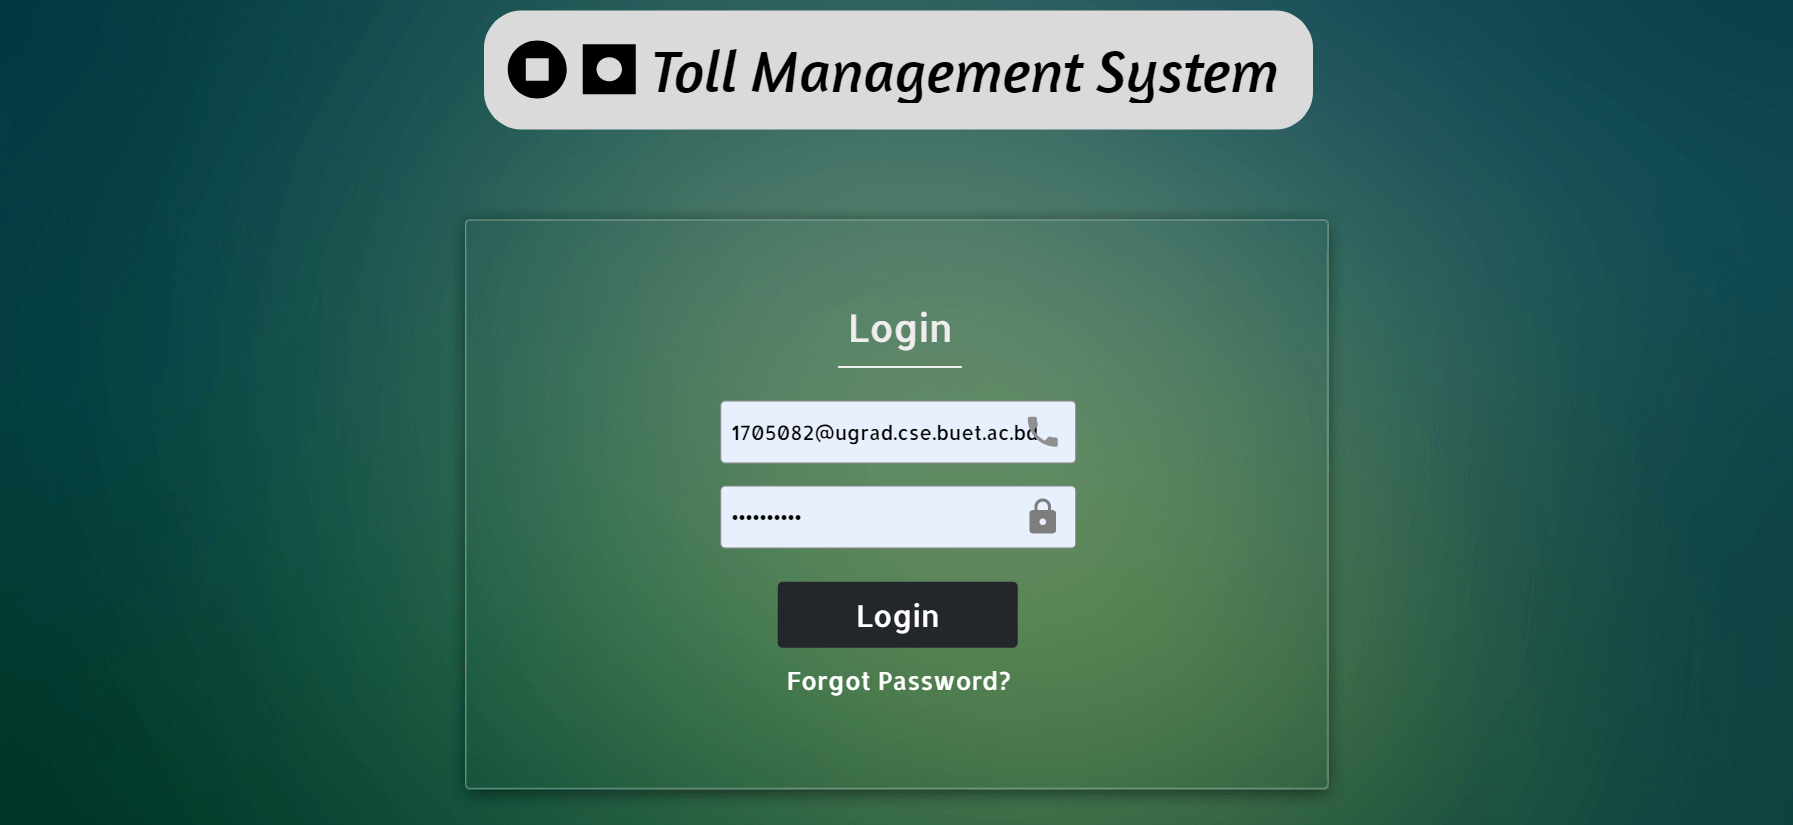 Toll Management System
Login
1705082@ugrad.cse.buet.ac.bd
••••••••••
Login
Forgot Password?